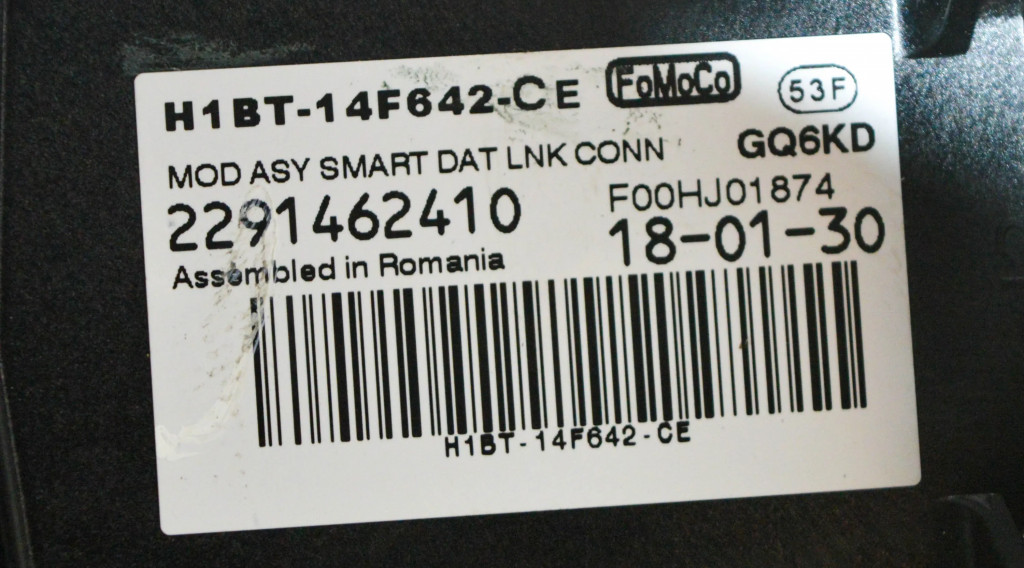 H1BT-14F642-CE FoMoCo 53F
MOD ASY SMART DAT LNK CONN GQ6KD
2291462410 F00HJ01874
Assembled in Romania 18-01-30
H1BT-14F642-CE